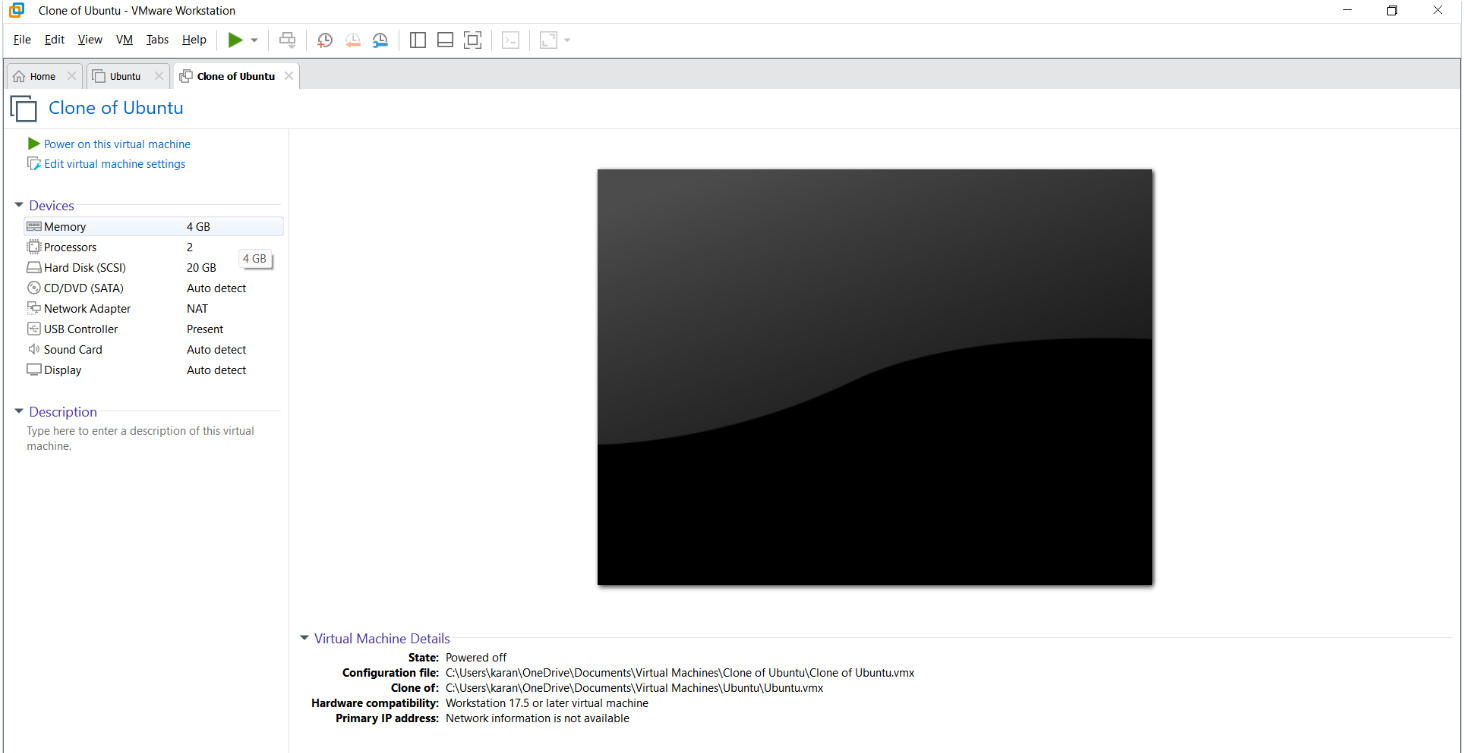 Clone of Ubuntu - VMware Workstation
File Edit View VM Tabs Help
Home Ubuntu Clone of Ubuntu
Clone of Ubuntu
Power on this virtual machine
Edit virtual machine settings
Devices
Memory 4 GB
Processors 2
4 GB
Hard Disk (SCSI) 20 GB
CD/DVD (SATA) Auto detect
Network Adapter NAT
USB Controller Present
Sound Card Auto detect
Display Auto detect
Description
Type here to enter a description of this virtual
machine.
Virtual Machine Details
State: Powered off
Configuration file: C:\Users\karan\OneDrive\Documents\Virtual Machines\Clone of Ubuntu\Clone of Ubuntu.vmx
Clone of: C:\Users\karan\OneDrive\Documents\Virtual Machines\Ubuntu\Ubuntu.vmx
Hardware compatibility: Workstation 17.5 or later virtual machine
Primary IP address: Network information is not available